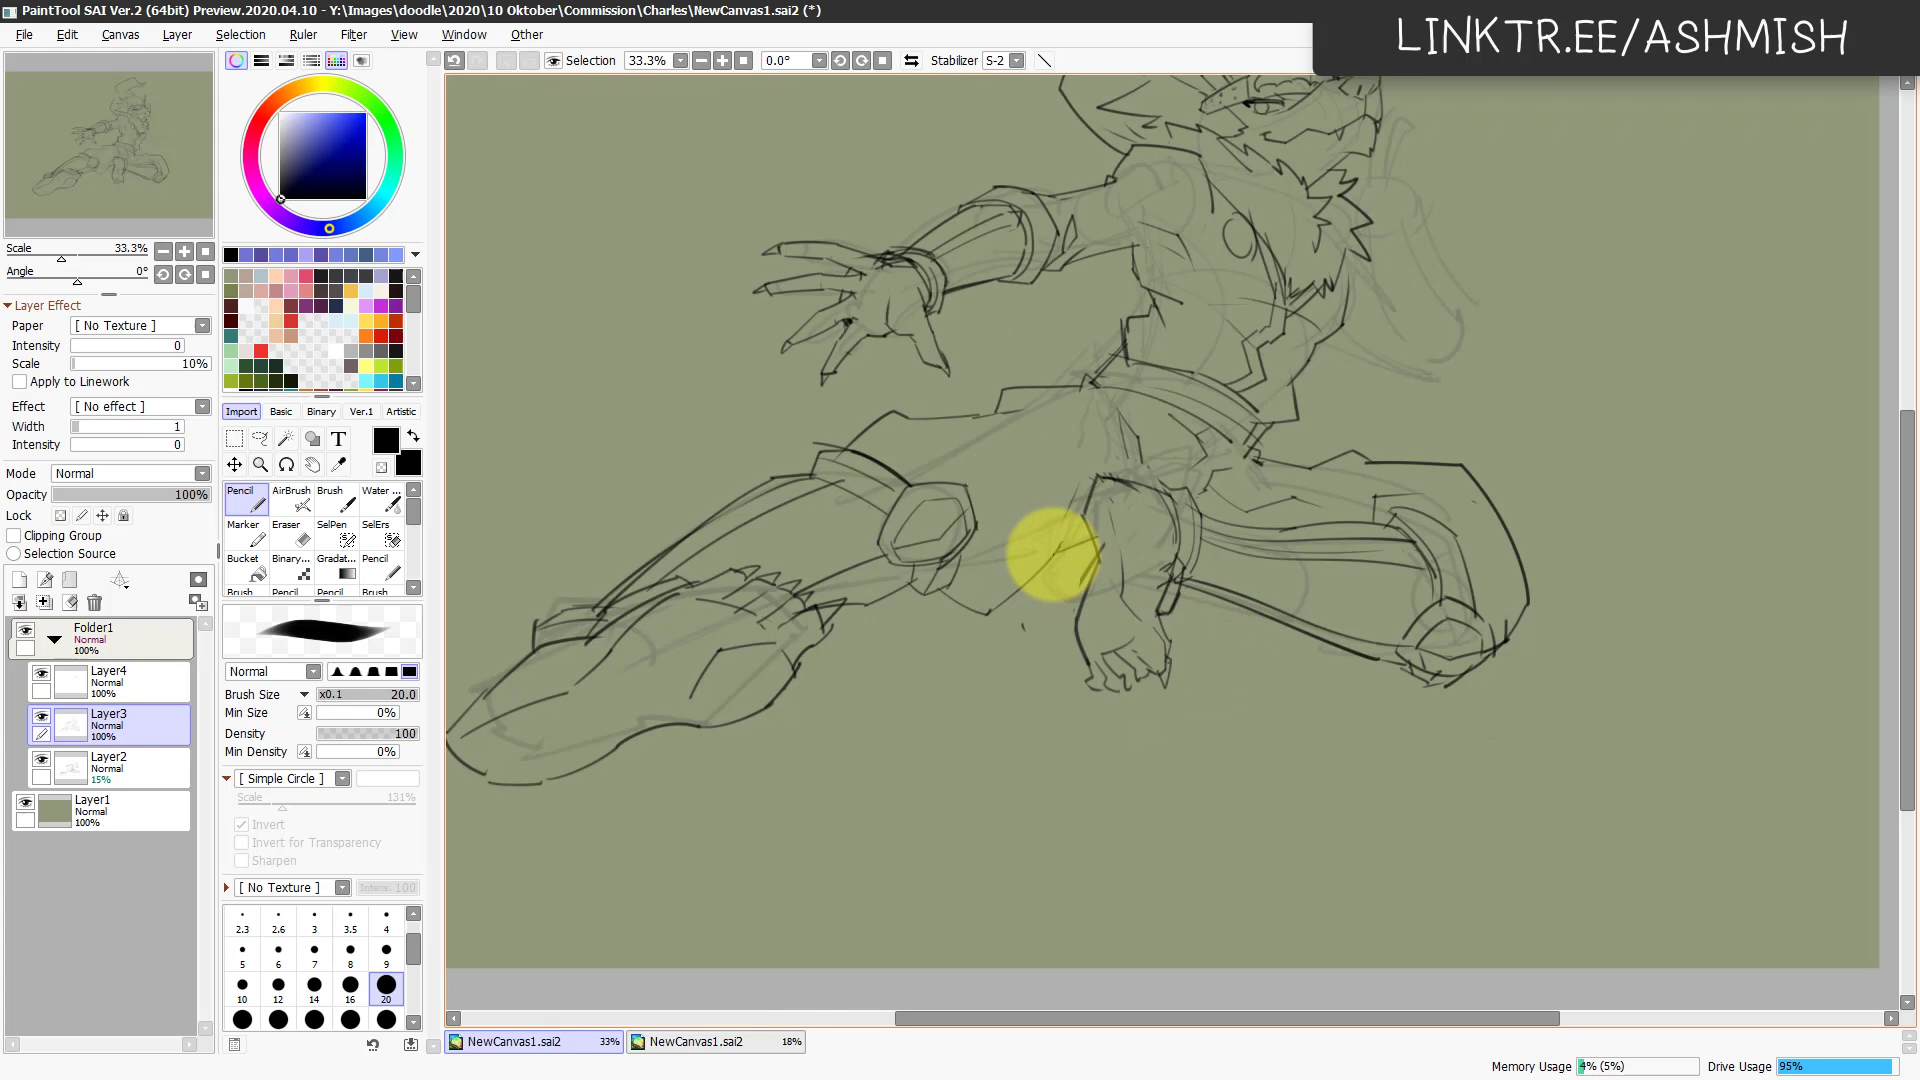 PaintTool SAI Ver.2 (64bit) Preview.2020.04.10 - Y:\Images\doodle\2020\10 Oktober\Commission\Charles\NewCanvas1.sai2 (*)
LINKTR.EE/ASHMISH
File Edit Canvas Layer Selection Ruler Filter View Window Other
Selection 33.3% 0.0° Stabilizer S-2
Scale 33.3%
Angle 0°
Layer Effect
Paper [ No Texture ]
Intensity 0
Scale 10%
Apply to Linework
Effect [ No effect ]
Width 1
Intensity 0
Mode Normal
Opacity 100%
Lock
Clipping Group
Selection Source
Folder1
Normal
100%
Layer4
Normal
100%
Layer3
Normal
100%
Layer2
Normal
15%
Layer1
Normal
100%
Import Basic Binary Ver.1 Artistic
T
Pencil AirBrush Brush Water ...
Marker Eraser SelPen SelErs
Bucket Binary... Gradat... Pencil
Brush Pencil Pencil Brush
Normal
Brush Size x0.1 20.0
Min Size 0%
Density 100
Min Density 0%
[ Simple Circle ]
Scale 131%
Invert
Invert for Transparency
Sharpen
[ No Texture ] Intens. 100
2.3 2.6 3 3.5 4
5 6 7 8 9
10 12 14 16 20
NewCanvas1.sai2 33% NewCanvas1.sai2 18%
Memory Usage 4% (5%) Drive Usage 95%